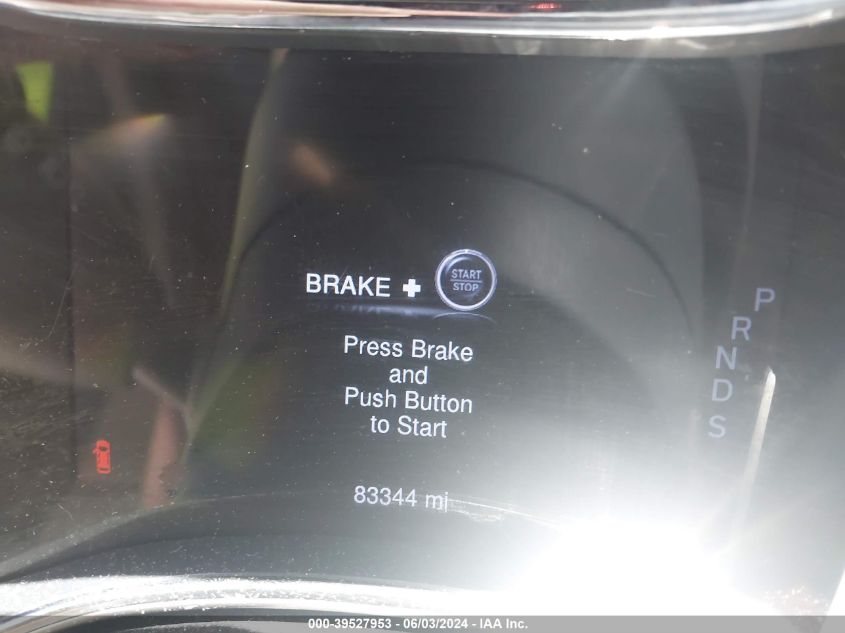 BRAKE + START
STOP
Press Brake
and
Push Button
to Start
83344 mi
P
R
N
D
S
000-39527953 - 06/03/2024 - IAA Inc.